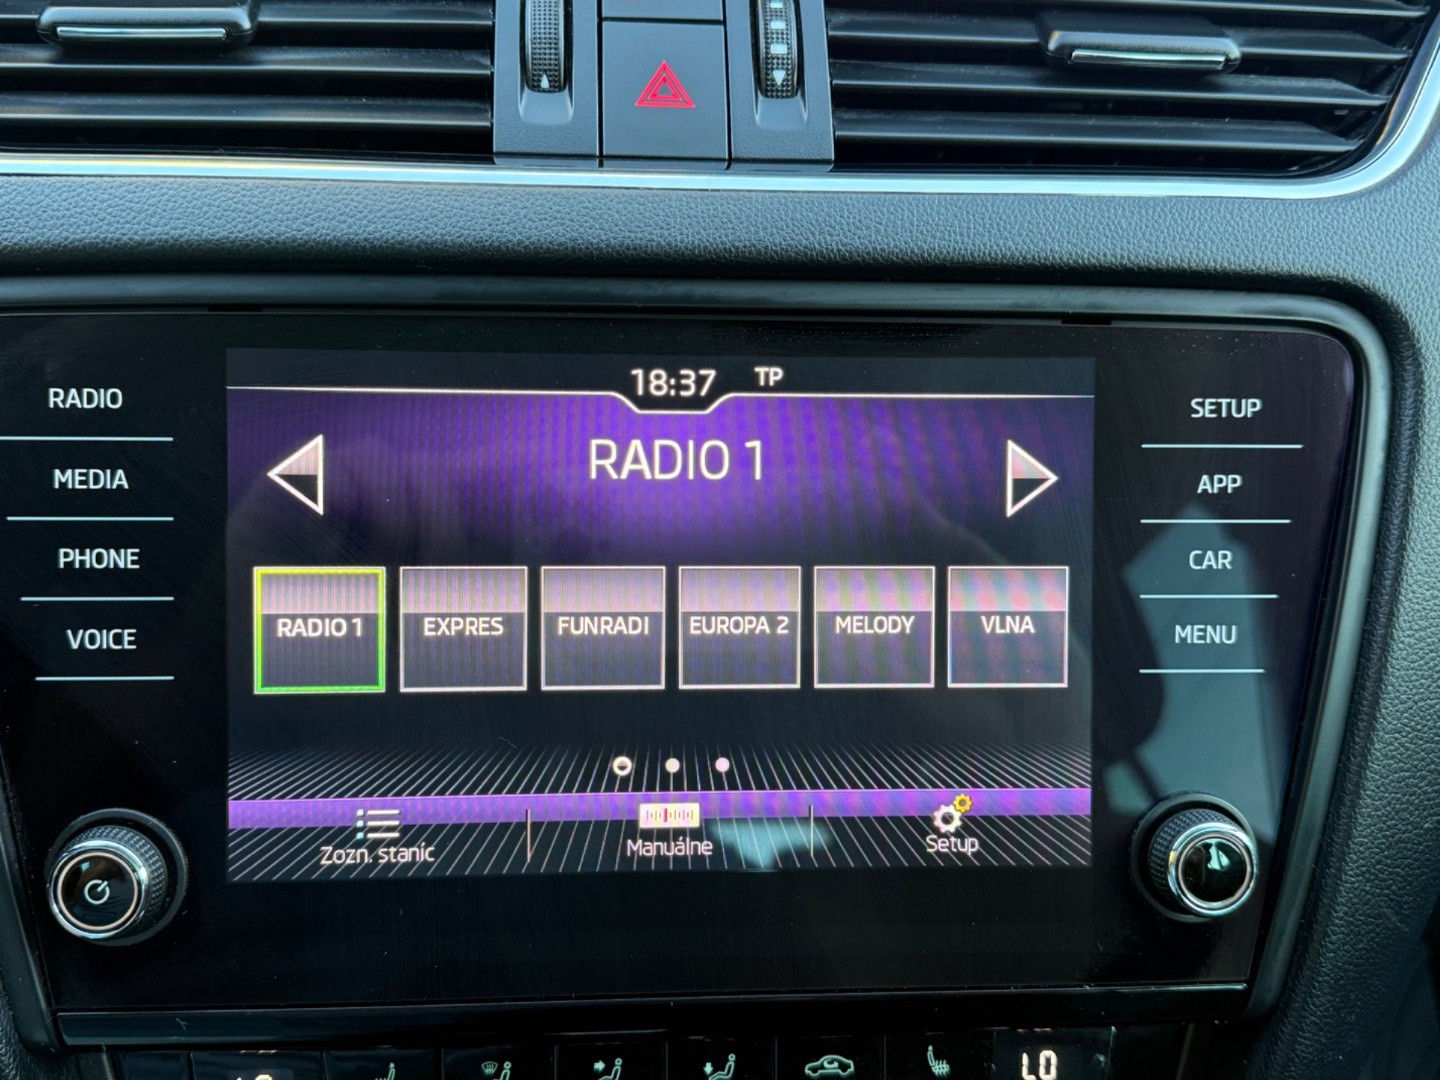 18:37 TP
RADIO 1
RADIO
MEDIA
PHONE
VOICE
SETUP
APP
CAR
MENU
RADIO 1 EXPRES FUNRADI EUROPA 2 MELODY VLNA
Zozn. staníc Manuálne Setup
LO